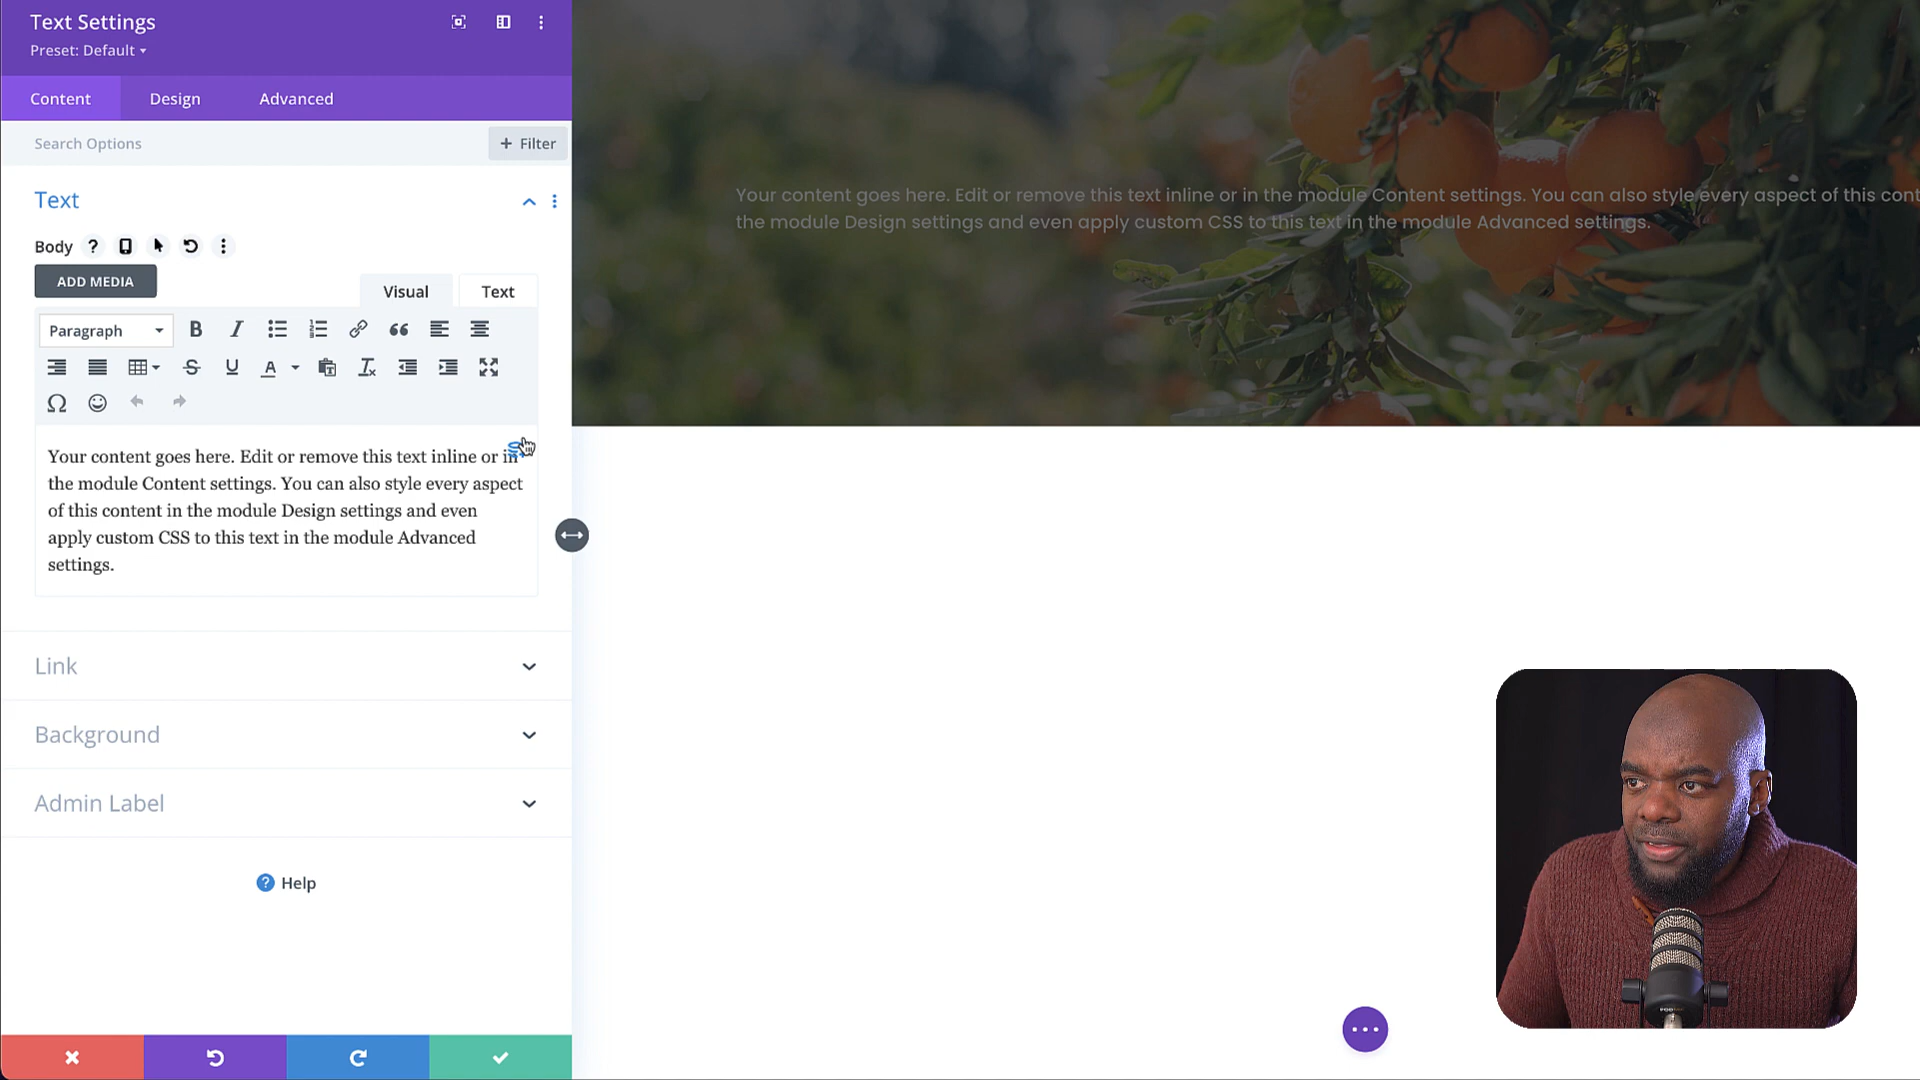 Text Settings
Preset: Default
Content
Design
Advanced
Search Options
+ Filter
Text
Body
ADD MEDIA
Visual
Text
Paragraph
Your content goes here. Edit or remove this text inline or in
the module Content settings. You can also style every aspect
of this content in the module Design settings and even
apply custom CSS to this text in the module Advanced
settings.
Link
Background
Admin Label
Help
Your content goes here. Edit or remove this text inline or in the module Content settings. You can also style every aspect of this cont
the module Design settings and even apply custom CSS to this text in the module Advanced settings.